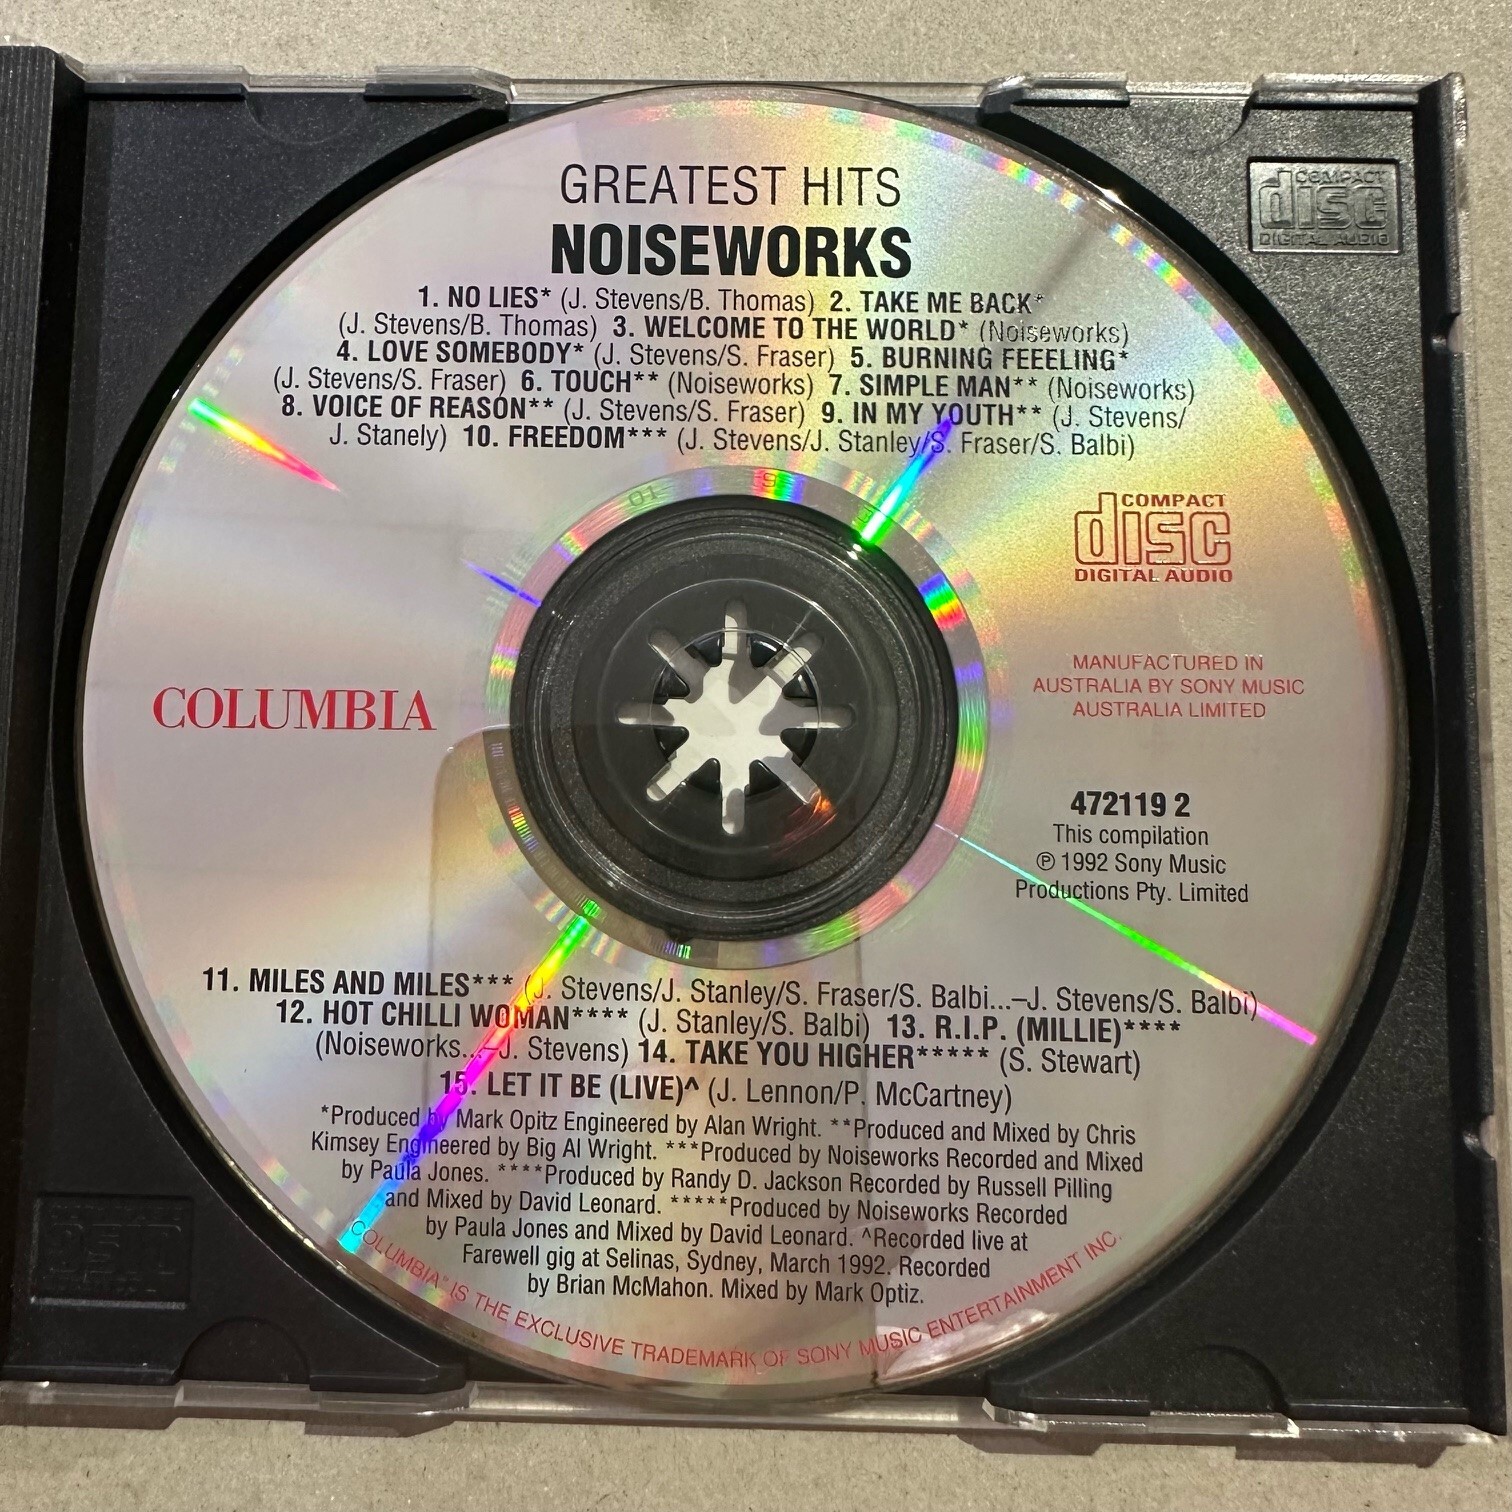 GREATEST HITS
NOISEWORKS
1. NO LIES* (J. Stevens/B. Thomas) 2. TAKE ME BACK*
(J. Stevens/B. Thomas) 3. WELCOME TO THE WORLD* (Noiseworks)
4. LOVE SOMEBODY* (J. Stevens/S. Fraser) 5. BURNING FEEELING*
(J. Stevens/S. Fraser) 6. TOUCH** (Noiseworks) 7. SIMPLE MAN** (Noiseworks)
8. VOICE OF REASON** (J. Stevens/S. Fraser) 9. IN MY YOUTH** (J. Stevens/
J. Stanely) 10. FREEDOM*** (J. Stevens/J. Stanley/S. Fraser/S. Balbi)
COMPACT
disc
DIGITAL AUDIO
COMPACT
disc
DIGITAL AUDIO
COLUMBIA
MANUFACTURED IN
AUSTRALIA BY SONY MUSIC
AUSTRALIA LIMITED
472119 2
This compilation
℗ 1992 Sony Music
Productions Pty. Limited
11. MILES AND MILES*** (J. Stevens/J. Stanley/S. Fraser/S. Balbi...–J. Stevens/S. Balbi)
12. HOT CHILLI WOMAN**** (J. Stanley/S. Balbi) 13. R.I.P. (MILLIE)****
(Noiseworks...–J. Stevens) 14. TAKE YOU HIGHER***** (S. Stewart)
15. LET IT BE (LIVE)^ (J. Lennon/P. McCartney)
*Produced by Mark Opitz Engineered by Alan Wright. **Produced and Mixed by Chris
Kimsey Engineered by Big Al Wright. ***Produced by Noiseworks Recorded and Mixed
by Paula Jones. ****Produced by Randy D. Jackson Recorded by Russell Pilling
and Mixed by David Leonard. *****Produced by Noiseworks Recorded
by Paula Jones and Mixed by David Leonard. ^Recorded live at
Farewell gig at Selinas, Sydney, March 1992. Recorded
by Brian McMahon. Mixed by Mark Optiz.
"COLUMBIA" IS THE EXCLUSIVE TRADEMARK OF SONY MUSIC ENTERTAINMENT INC.